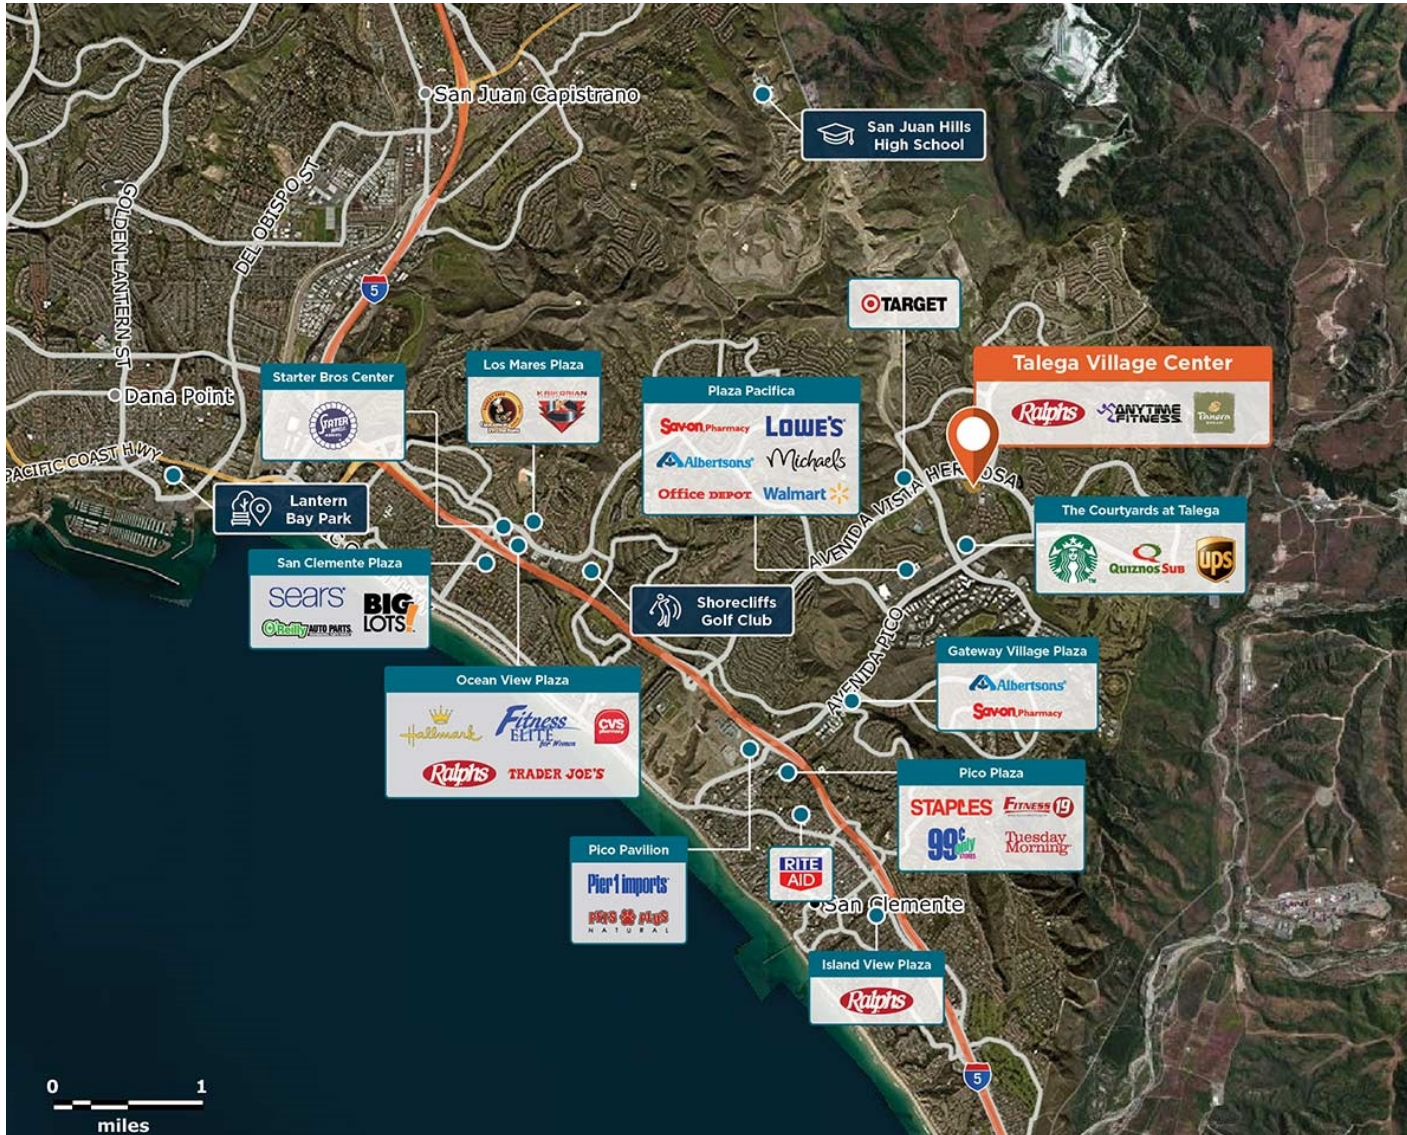 San Juan Capistrano
San Juan Hills
High School
GOLDEN LANTERN ST
DEL OBISPO ST
5
TARGET
Talega Village Center
Ralphs
ANYTIME
FITNESS
Panera
BREAD
Starter Bros Center
STATER
BROS
Los Mares Plaza
KRIKORIAN
Plaza Pacifica
Sav-on Pharmacy
LOWE'S
Albertsons
Michaels
Office DEPOT
Walmart
Dana Point
PACIFIC COAST HWY
Lantern
Bay Park
AVENIDA VISTA HERMOSA
The Courtyards at Talega
Quiznos Sub
ups
San Clemente Plaza
sears
BIG
LOTS!
O'Reilly AUTO PARTS
Shorecliffs
Golf Club
AVENIDA PICO
Gateway Village Plaza
Albertsons
Sav-on Pharmacy
Ocean View Plaza
Hallmark
Fitness
ELITE
for Women
CVS
pharmacy
Ralphs
TRADER JOE'S
Pico Plaza
STAPLES
FITNESS 19
99¢ only
STORES
Tuesday
Morning
Pico Pavilion
Pier 1 imports
PETS PLUS
NATURAL
RITE
AID
San Clemente
Island View Plaza
Ralphs
5
0 1
miles